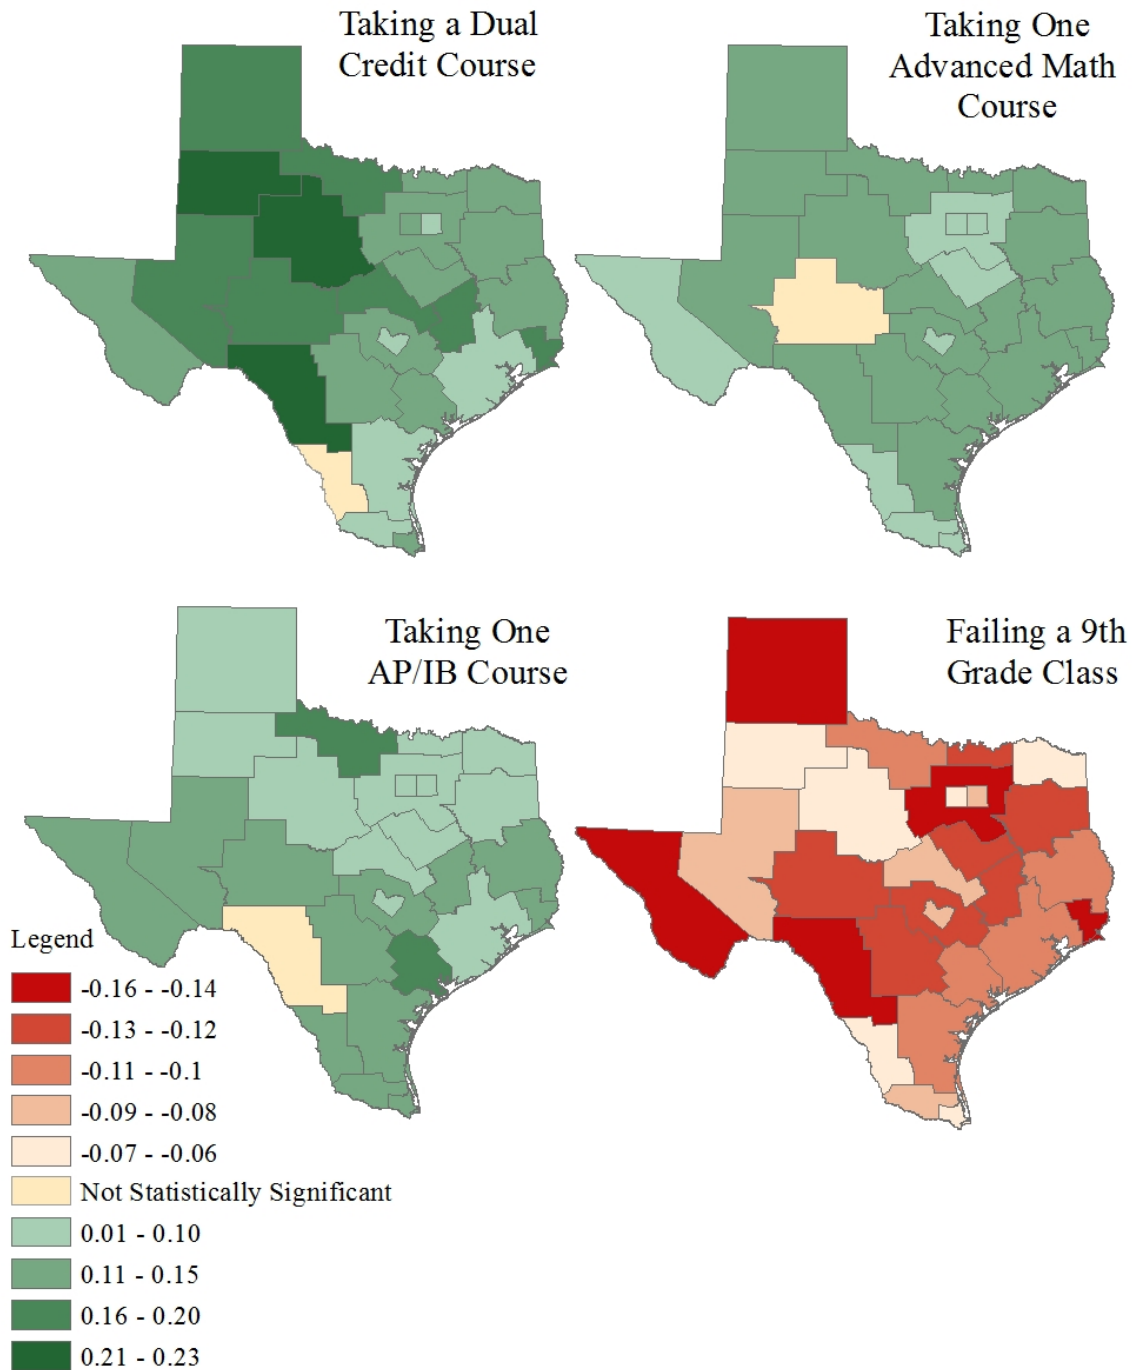 Taking a Dual
Credit Course
Taking One
Advanced Math
Course
Taking One
AP/IB Course
Failing a 9th
Grade Class
Legend
-0.16 - -0.14
-0.13 - -0.12
-0.11 - -0.1
-0.09 - -0.08
-0.07 - -0.06
Not Statistically Significant
0.01 - 0.10
0.11 - 0.15
0.16 - 0.20
0.21 - 0.23